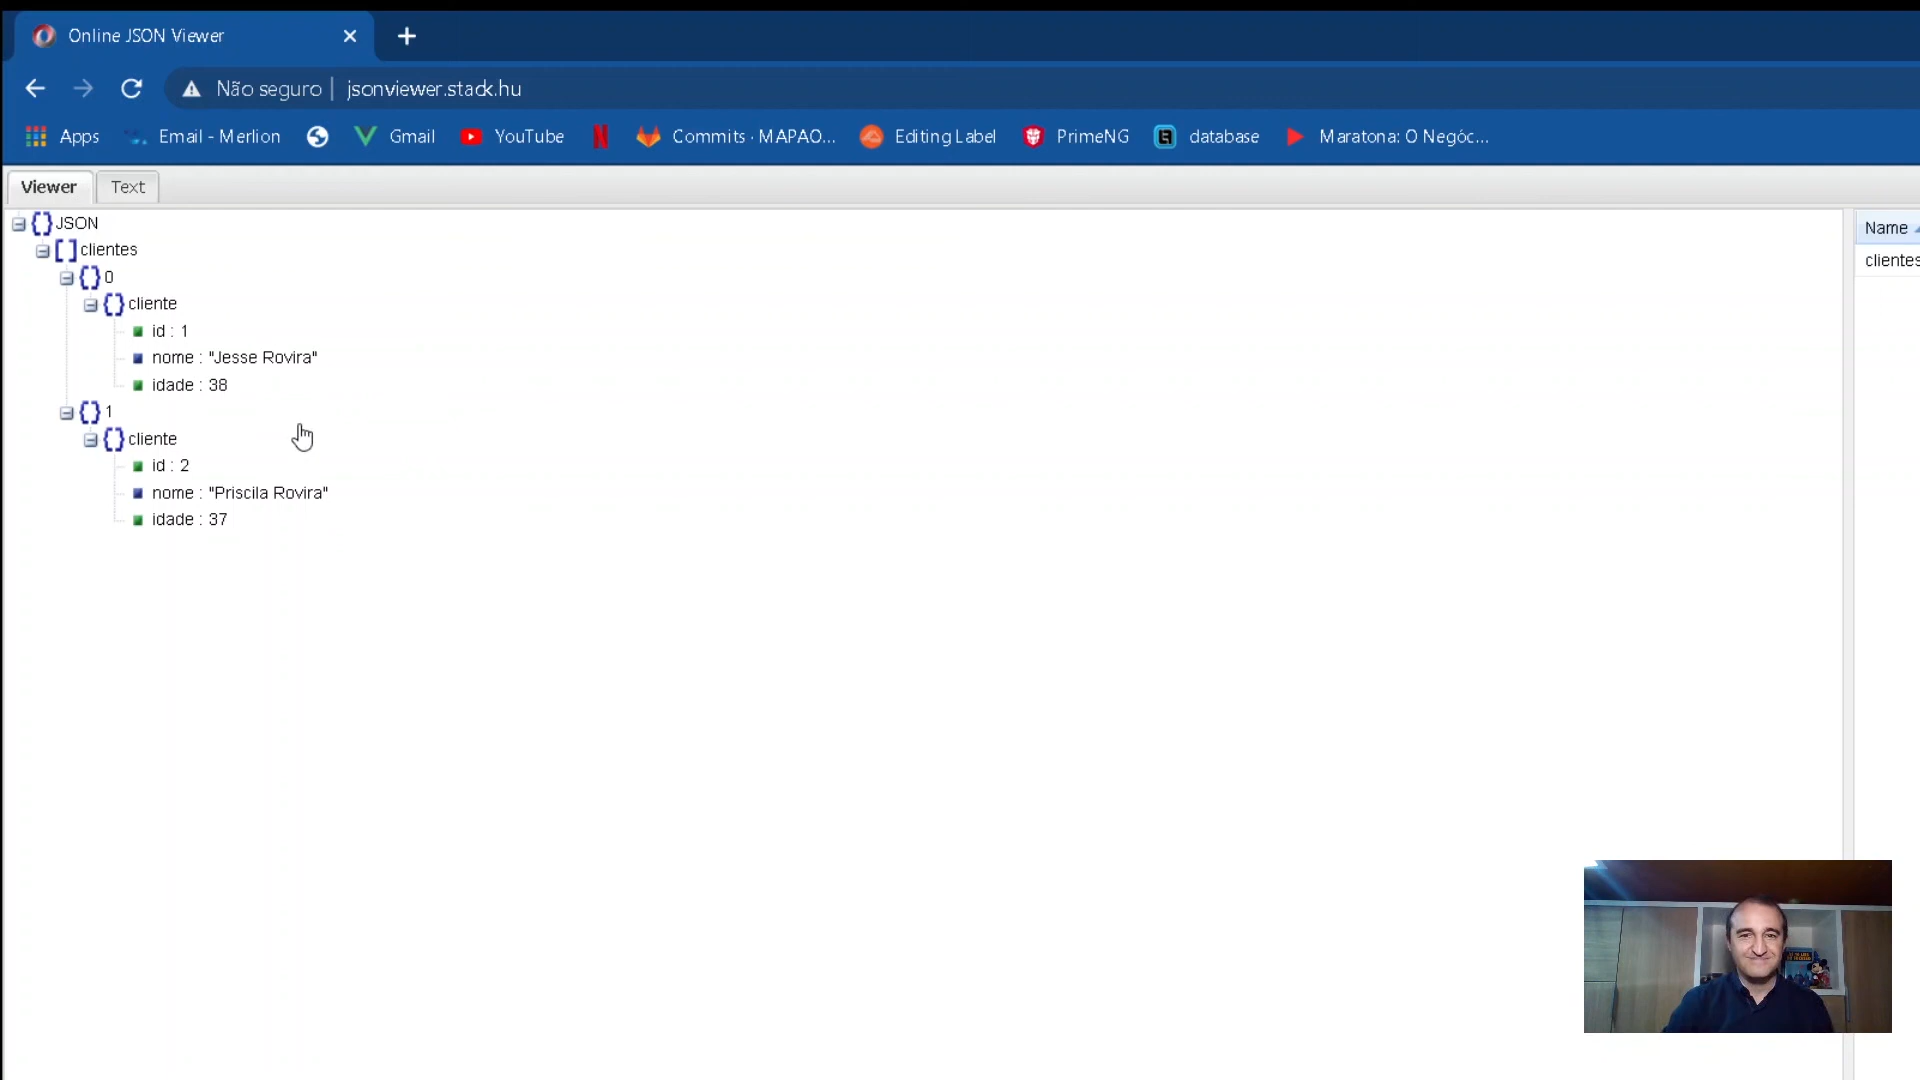 Online JSON Viewer
Não seguro | jsonviewer.stack.hu
Apps Email - Merlion Gmail YouTube Commits · MAPAO... Editing Label PrimeNG database Maratona: O Negóc...
Viewer Text
{} JSON
[] clientes
{} 0
{} cliente
id : 1
nome : "Jesse Rovira"
idade : 38
{} 1
{} cliente
id : 2
nome : "Priscila Rovira"
idade : 37
Name
clientes